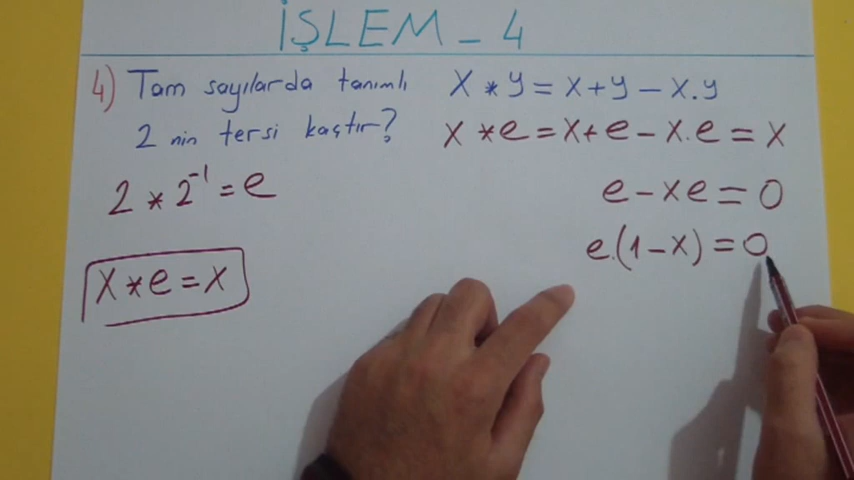 İŞLEM - 4
4) Tam sayılarda tanımlı x * y = x + y - x.y
2 nin tersi kaçtır?
x * e = x + e - x.e = x
2 * 2⁻¹ = e
e - xe = 0
e.(1 - x) = 0
x * e = x